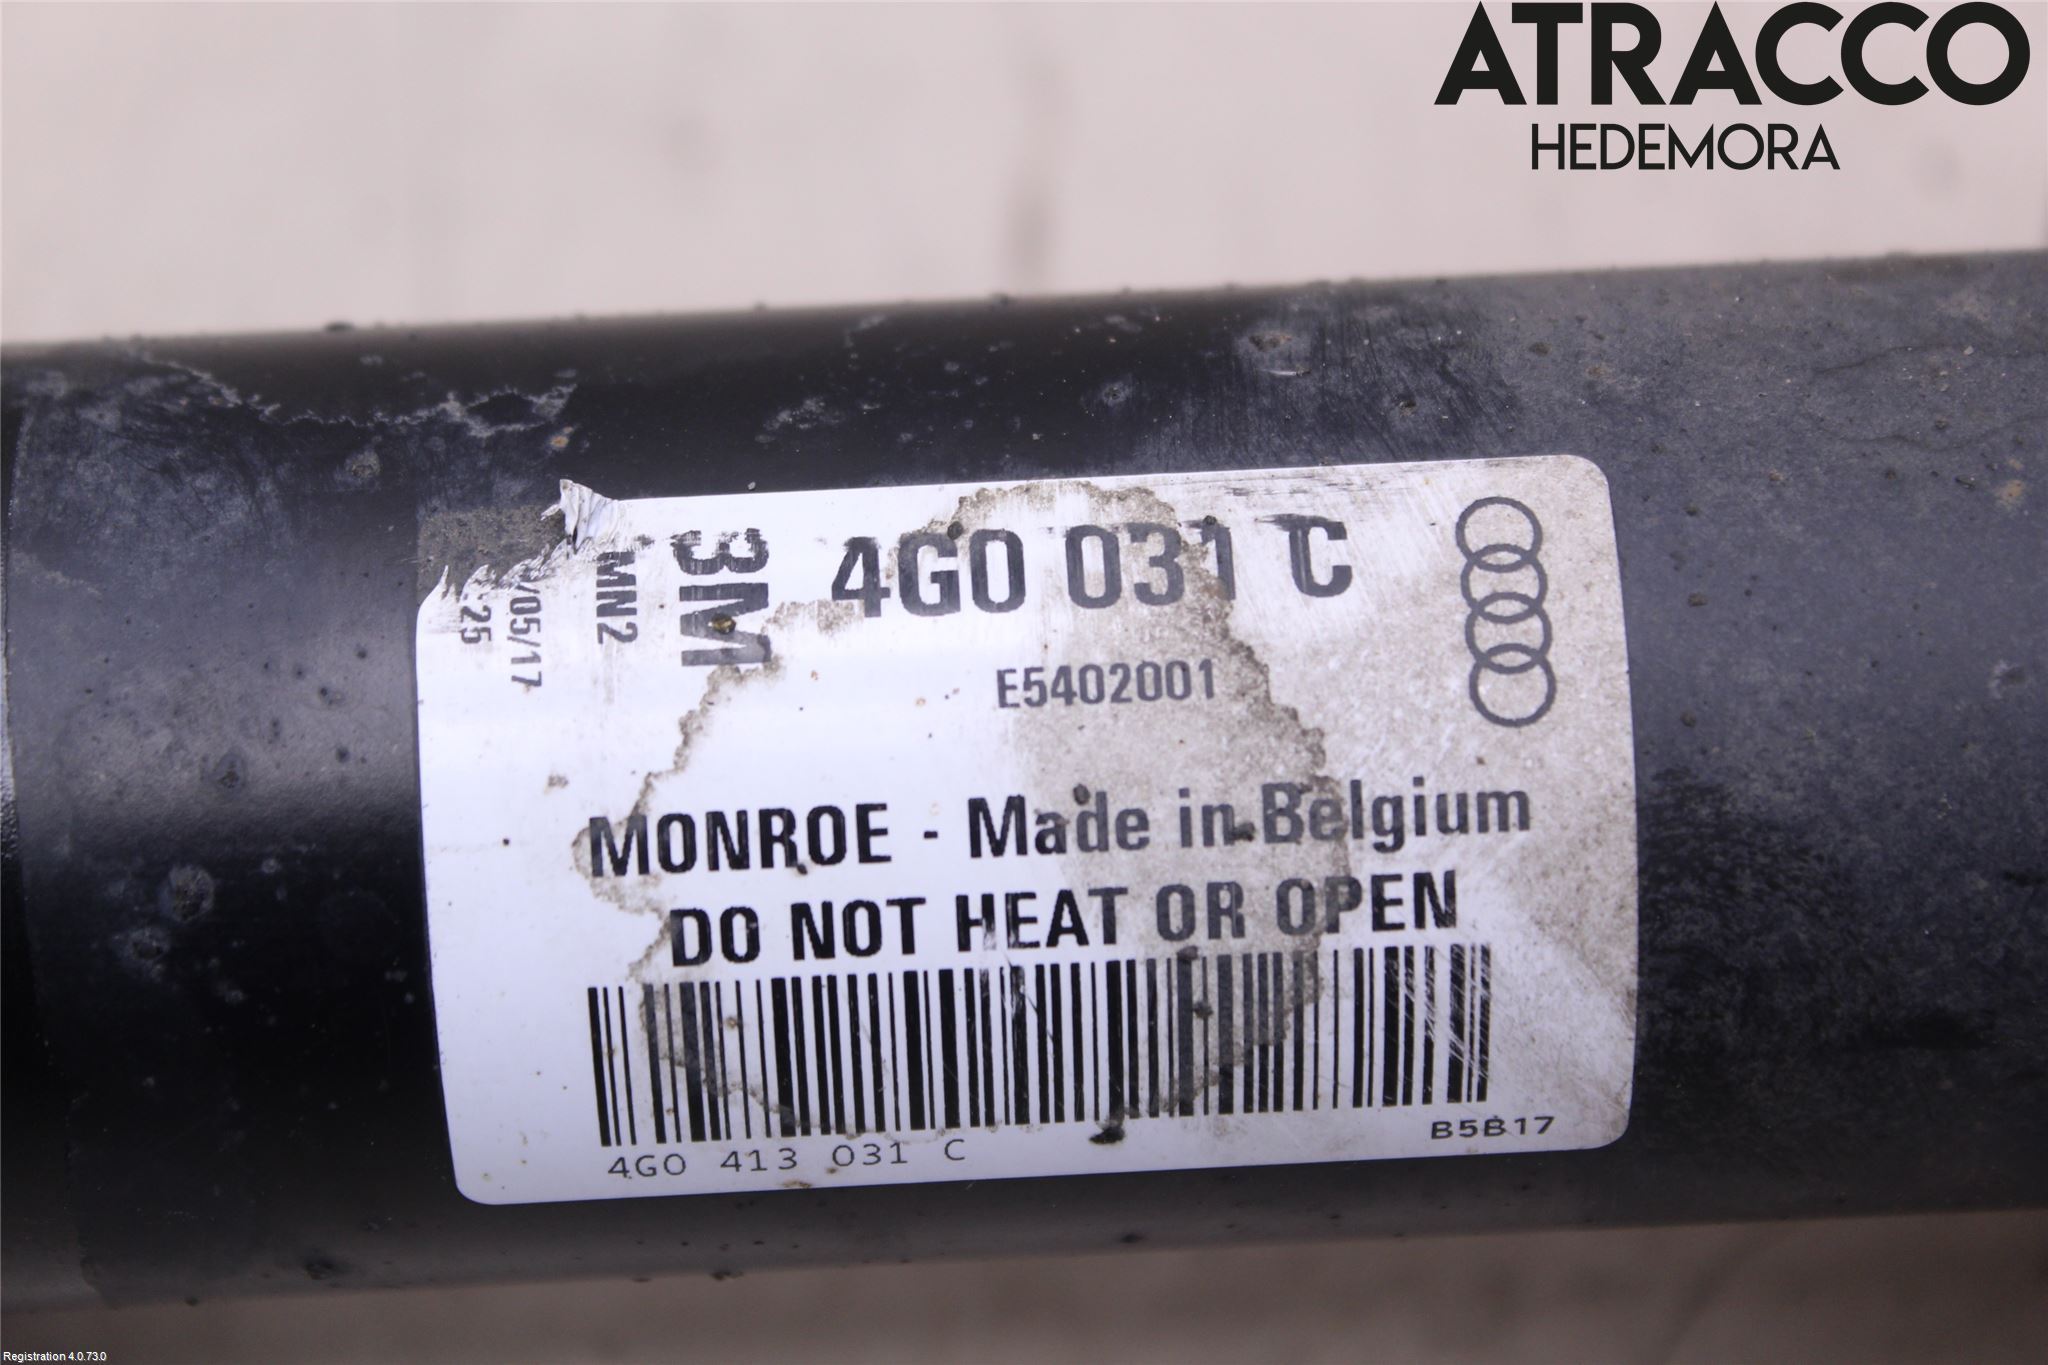 ATRACCO
HEDEMORA
4G0 031 C
3M
MN2
/05/17
25
E5402001
MONROE - Made in Belgium
DO NOT HEAT OR OPEN
4G0 413 031 C
B5B17
Registration 4.0.73.0